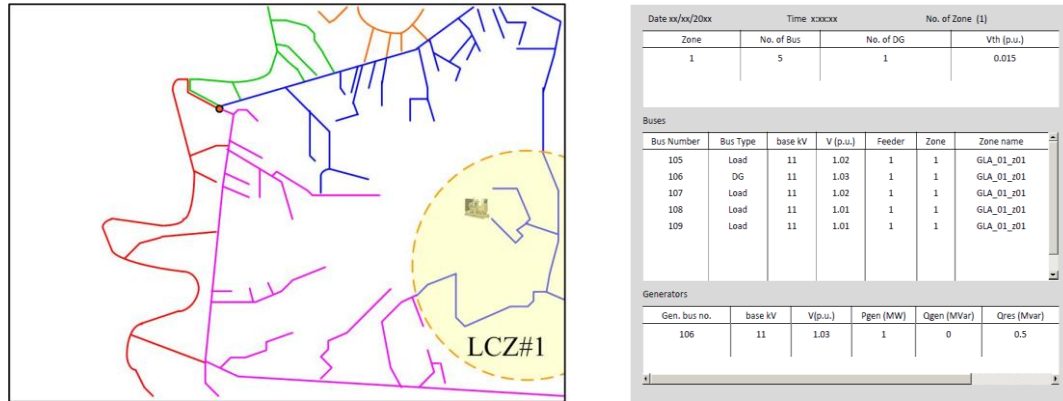 LCZ#1
Date xx/xx/20xx Time x:xx:xx No. of Zone (1)
Zone No. of Bus No. of DG Vth (p.u.)
1 5 1 0.015
Buses
Bus Number Bus Type base kV V (p.u.) Feeder Zone Zone name
105 Load 11 1.02 1 1 GLA_01_z01
106 DG 11 1.03 1 1 GLA_01_z01
107 Load 11 1.02 1 1 GLA_01_z01
108 Load 11 1.01 1 1 GLA_01_z01
109 Load 11 1.01 1 1 GLA_01_z01
Generators
Gen. bus no. base kV V(p.u.) Pgen (MW) Qgen (MVar) Qres (Mvar)
106 11 1.03 1 0 0.5